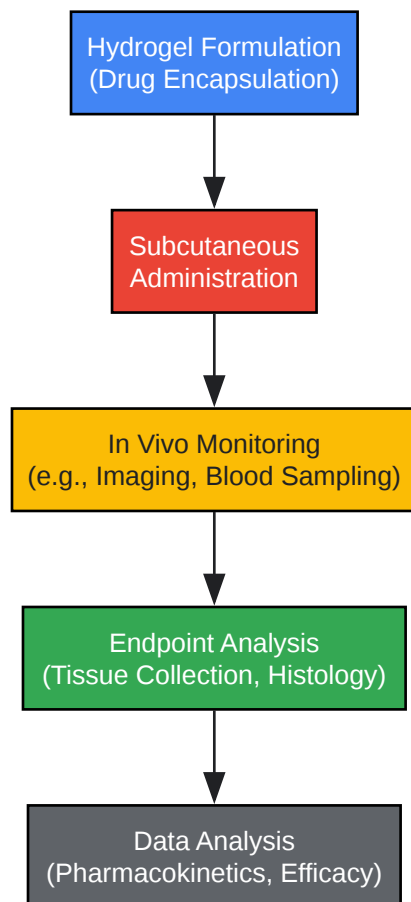 Hydrogel Formulation
(Drug Encapsulation)
Subcutaneous
Administration
In Vivo Monitoring
(e.g., Imaging, Blood Sampling)
Endpoint Analysis
(Tissue Collection, Histology)
Data Analysis
(Pharmacokinetics, Efficacy)